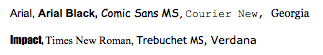 Arial, Arial Black, Comic Sans MS, Courier New, Georgia
Impact, Times New Roman, Trebuchet MS, Verdana